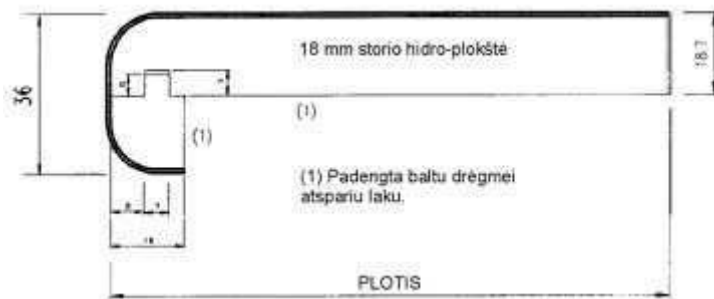 18 mm storio hidro-plokštė
18.7
36
(1)
(1)
(1) Padengta baltu drėgmei
atspariu laku.
PLOTIS